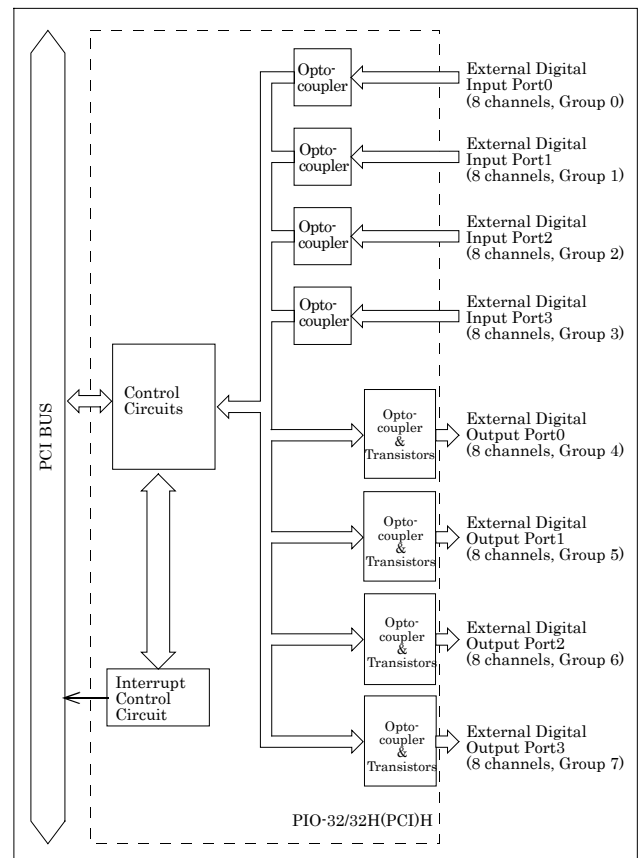 Opto-
coupler
External Digital
Input Port0
(8 channels, Group 0)
Opto-
coupler
External Digital
Input Port1
(8 channels, Group 1)
Opto-
coupler
External Digital
Input Port2
(8 channels, Group 2)
Opto-
coupler
External Digital
Input Port3
(8 channels, Group 3)
PCI BUS
Control
Circuits
Opto-
coupler
&
Transistors
External Digital
Output Port0
(8 channels, Group 4)
Opto-
coupler
&
Transistors
External Digital
Output Port1
(8 channels, Group 5)
Opto-
coupler
&
Transistors
External Digital
Output Port2
(8 channels, Group 6)
Interrupt
Control
Circuit
Opto-
coupler
&
Transistors
External Digital
Output Port3
(8 channels, Group 7)
PIO-32/32H(PCI)H